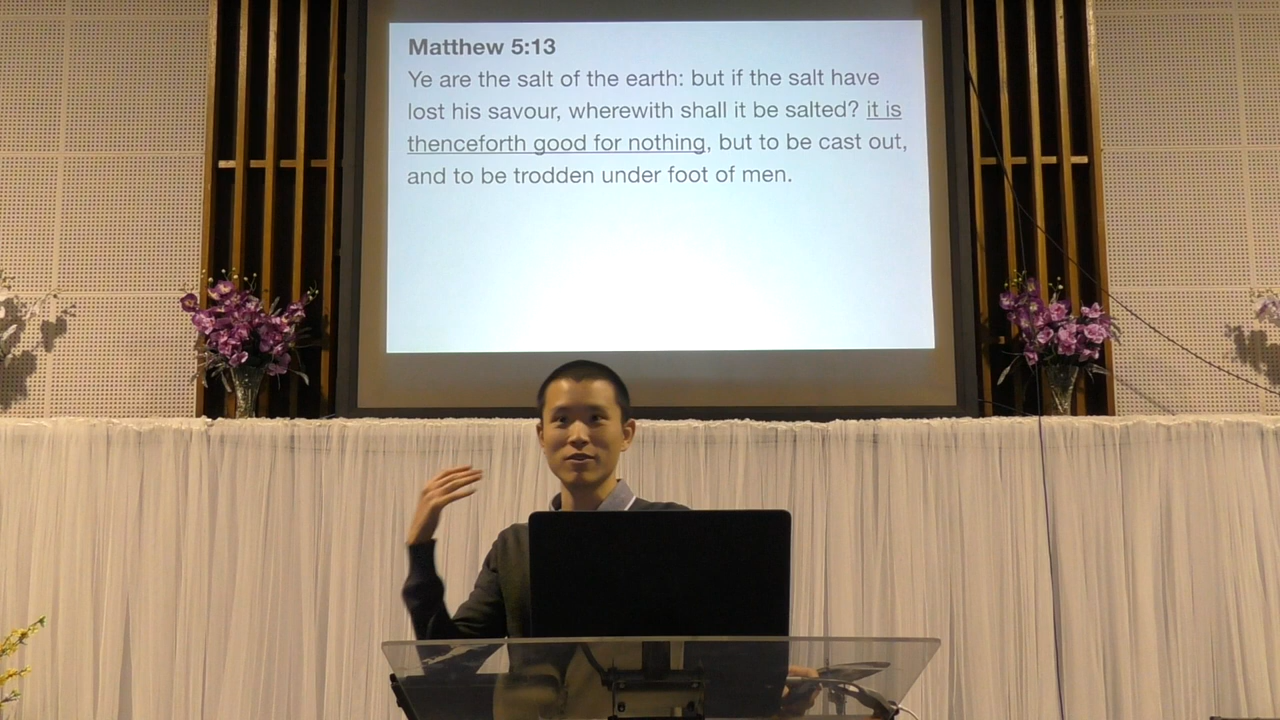 Matthew 5:13
Ye are the salt of the earth: but if the salt have
lost his savour, wherewith shall it be salted? it is
thenceforth good for nothing, but to be cast out,
and to be trodden under foot of men.